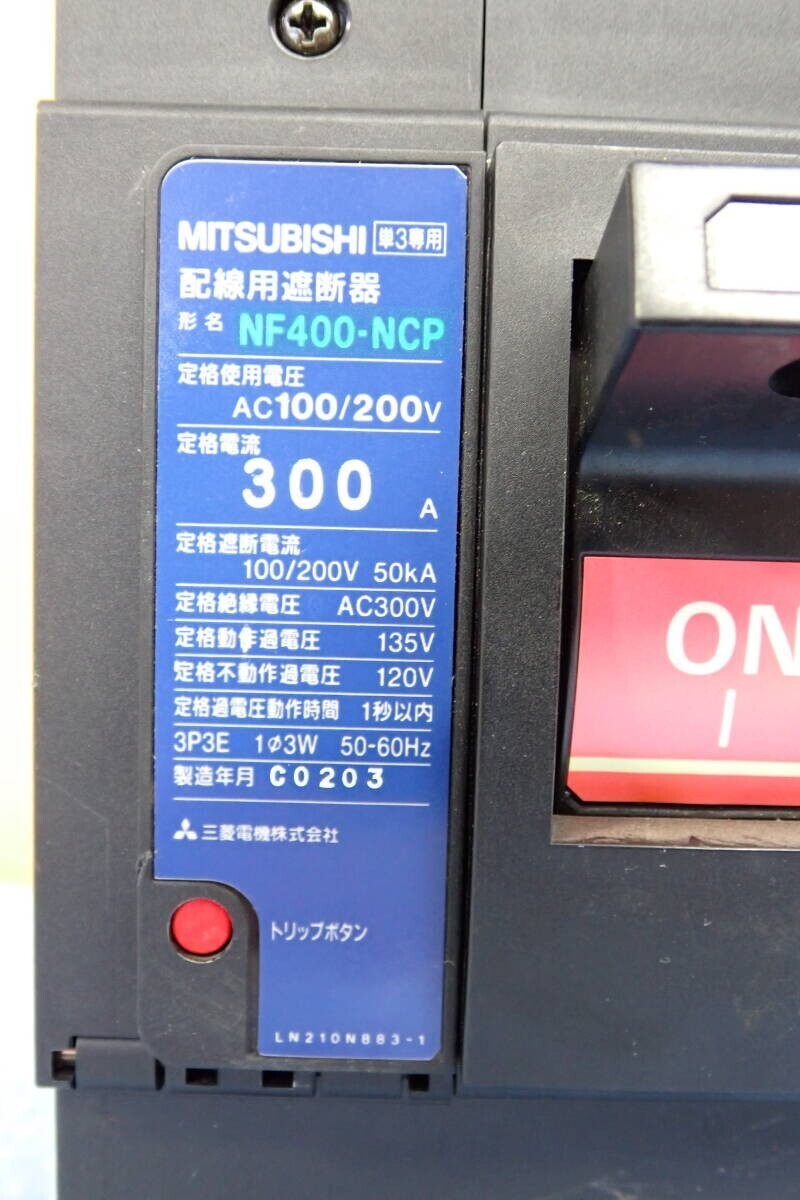 MITSUBISHI 単3専用
配線用遮断器
形名 NF400-NCP
定格使用電圧
AC100/200V
定格電流
300 A
定格遮断電流
100/200V 50kA
定格絶縁電圧 AC300V
定格動作過電圧 135V
定格不動作過電圧 120V
定格過電圧動作時間 1秒以内
3P3E 1φ3W 50-60Hz
製造年月 C0203
三菱電機株式会社
トリップボタン
LN210N883-1
ON
I